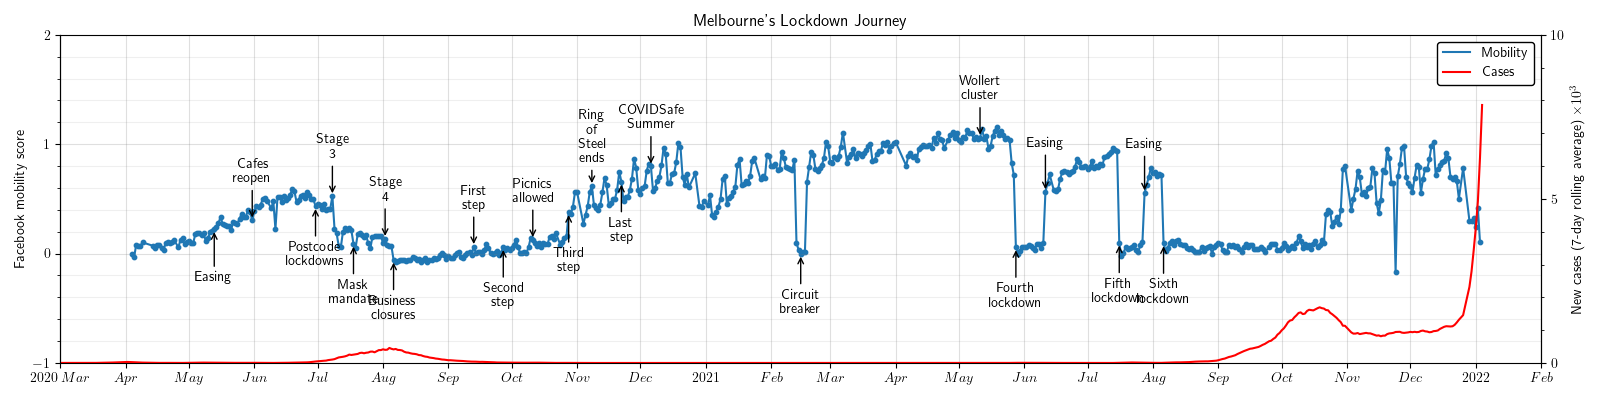 Melbourne's Lockdown Journey
Facebook mobility score
2
1
0
−1
New cases (7-day rolling average) ×10³
10
5
0
Mobility
Cases
Easing
Cafes
reopen
Postcode
lockdowns
Stage
3
Mask
mandate
Stage
4
Business
closures
First
step
Second
step
Picnics
allowed
Third
step
Ring
of
Steel
ends
Last
step
COVIDSafe
Summer
Circuit
breaker
Wollert
cluster
Fourth
lockdown
Easing
Fifth
lockdown
Easing
Sixth
lockdown
2020 Mar Apr May Jun Jul Aug Sep Oct Nov Dec 2021 Feb Mar Apr May Jun Jul Aug Sep Oct Nov Dec 2022 Feb